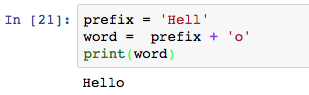 In [21]: prefix = 'Hell'
word =  prefix + 'o'
print(word)
Hello